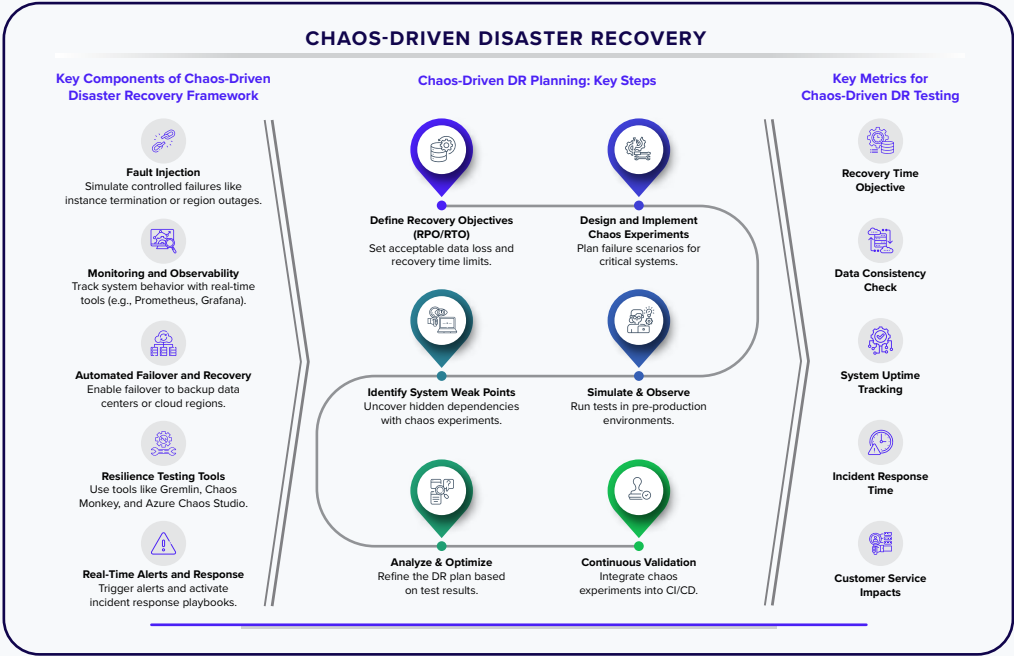 CHAOS-DRIVEN DISASTER RECOVERY
Key Components of Chaos-Driven
Disaster Recovery Framework
Fault Injection
Simulate controlled failures like
instance termination or region outages.
Monitoring and Observability
Track system behavior with real-time
tools (e.g., Prometheus, Grafana).
Automated Failover and Recovery
Enable failover to backup data
centers or cloud regions.
Resilience Testing Tools
Use tools like Gremlin, Chaos
Monkey, and Azure Chaos Studio.
Real-Time Alerts and Response
Trigger alerts and activate
incident response playbooks.
Chaos-Driven DR Planning: Key Steps
Define Recovery Objectives
(RPO/RTO)
Set acceptable data loss and
recovery time limits.
Design and Implement
Chaos Experiments
Plan failure scenarios for
critical systems.
Simulate & Observe
Run tests in pre-production
environments.
Identify System Weak Points
Uncover hidden dependencies
with chaos experiments.
Analyze & Optimize
Refine the DR plan based
on test results.
Continuous Validation
Integrate chaos
experiments into CI/CD.
Key Metrics for
Chaos-Driven DR Testing
Recovery Time
Objective
Data Consistency
Check
System Uptime
Tracking
Incident Response
Time
Customer Service
Impacts